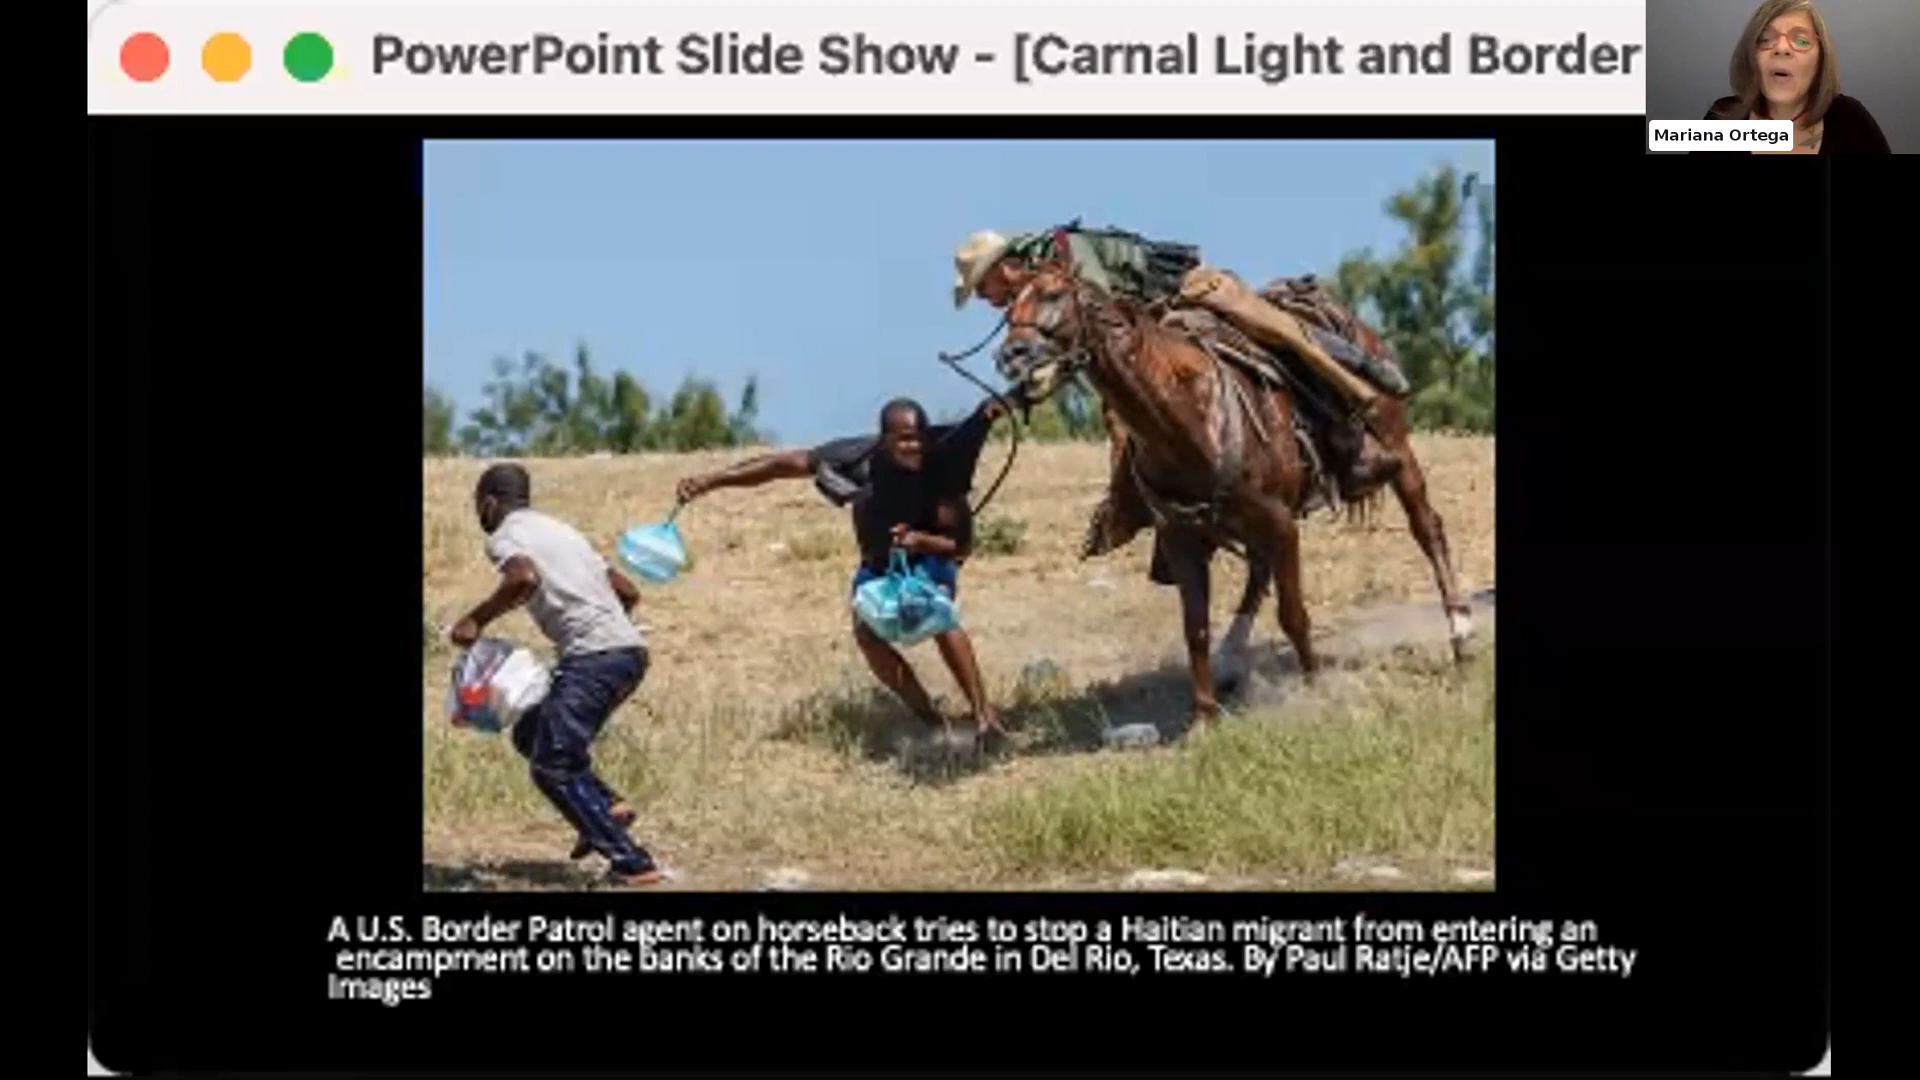 PowerPoint Slide Show - [Carnal Light and Border
Mariana Ortega
A U.S. Border Patrol agent on horseback tries to stop a Haitian migrant from entering an
encampment on the banks of the Rio Grande in Del Rio, Texas. By Paul Ratje/AFP via Getty
Images